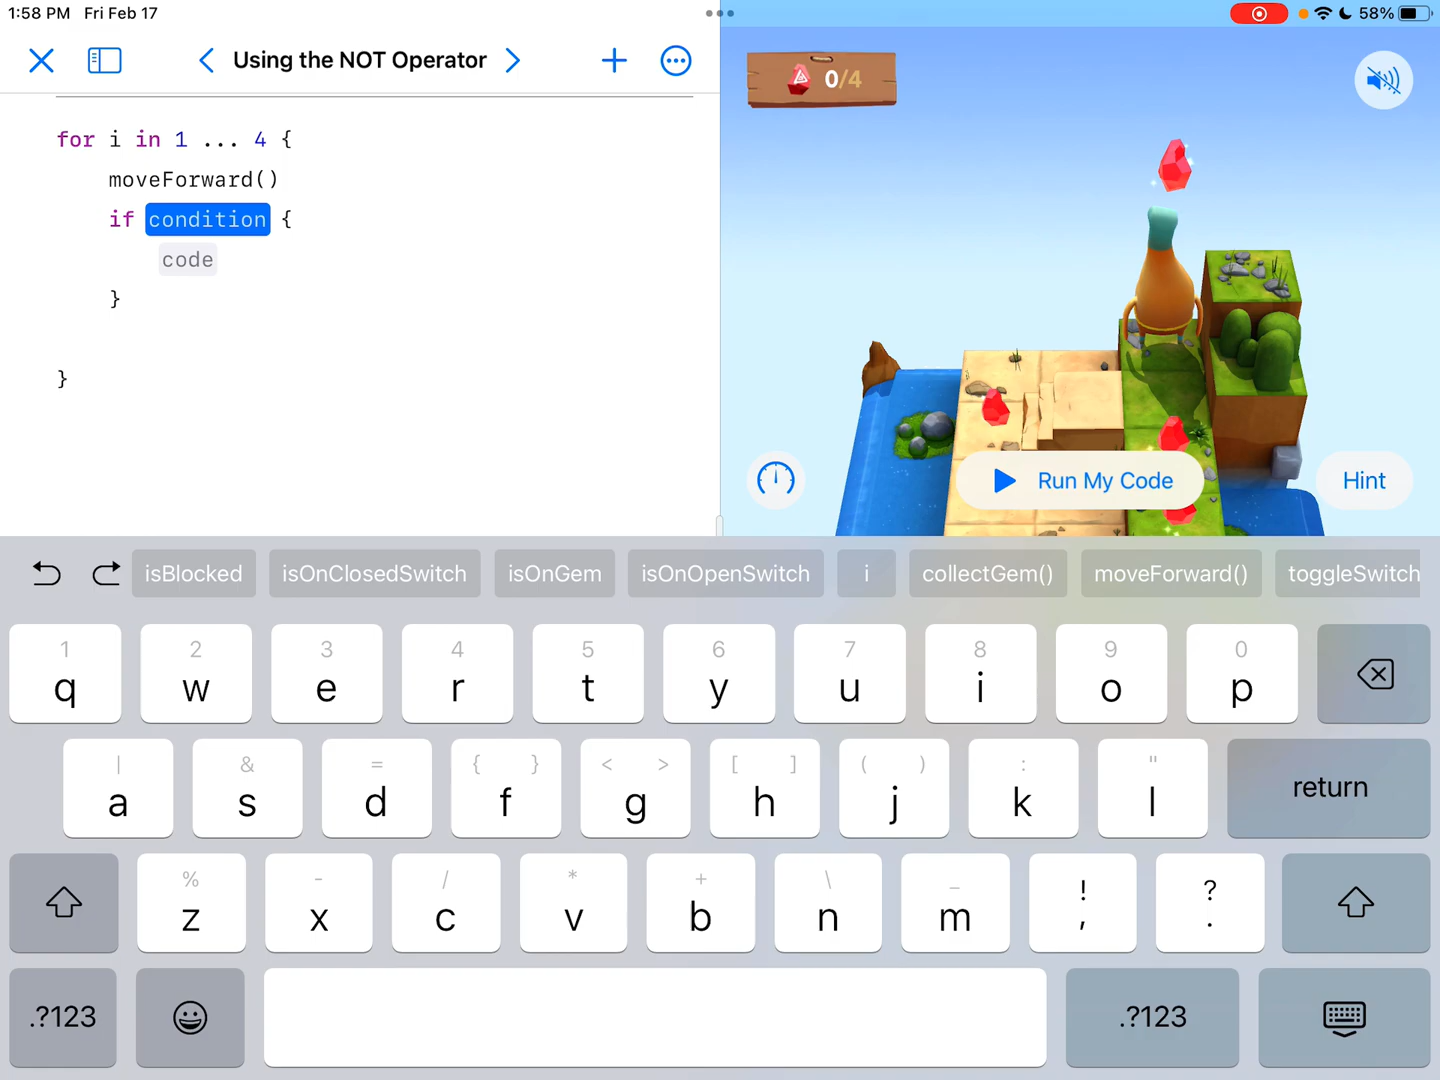 1:58 PM Fri Feb 17
58%
Using the NOT Operator
0/4
for i in 1 ... 4 {
moveForward()
if condition {
code
}
}
Run My Code
Hint
isBlocked isOnClosedSwitch isOnGem isOnOpenSwitch i collectGem() moveForward() toggleSwitch
1 2 3 4 5 6 7 8 9 0
q w e r t y u i o p
| & = { } < > [ ] ( ) : "
a s d f g h j k l return
% - / * + \ _ ! ?
z x c v b n m , .
.?123 .?123